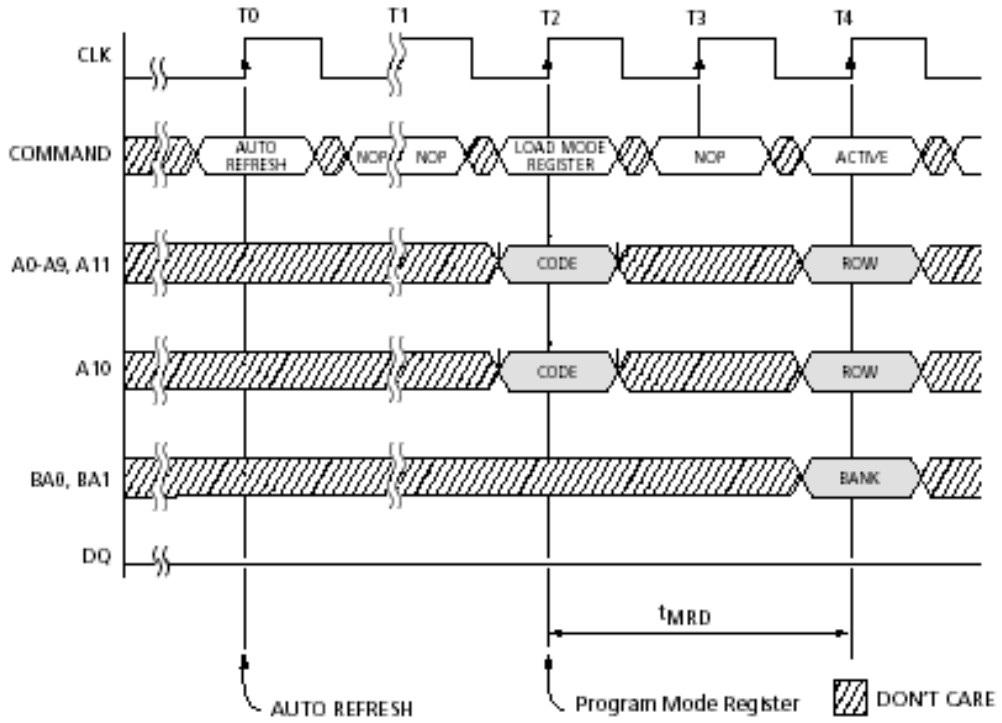 T0 T1 T2 T3 T4
CLK
COMMAND AUTO REFRESH NOP NOP LOAD MODE REGISTER NOP ACTIVE
A0-A9, A11 CODE ROW
A10 CODE ROW
BA0, BA1 BANK
DQ
tMRD
AUTO REFRESH Program Mode Register DON'T CARE